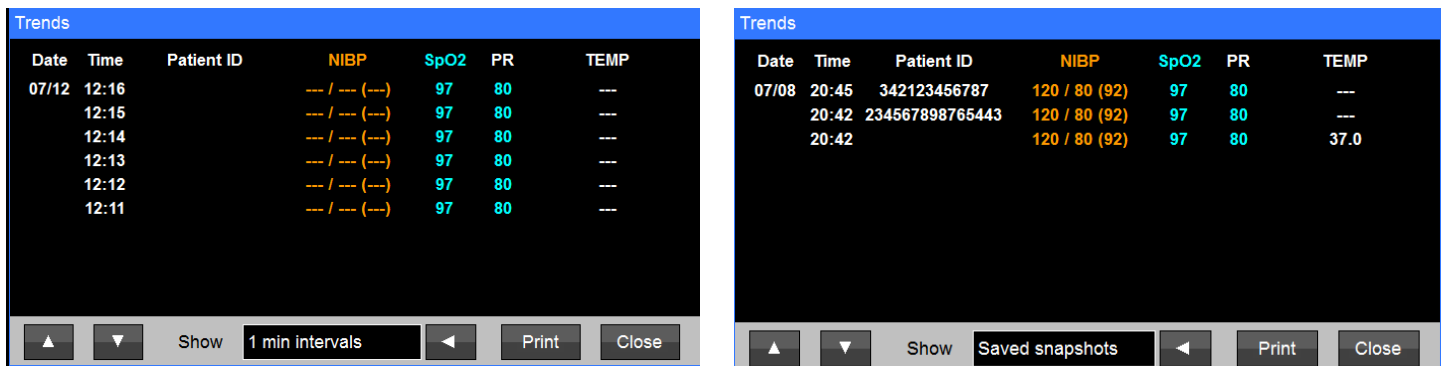 Trends
Date Time Patient ID NIBP SpO2 PR TEMP
07/12 12:16 --- / --- (---) 97 80 ---
12:15 --- / --- (---) 97 80 ---
12:14 --- / --- (---) 97 80 ---
12:13 --- / --- (---) 97 80 ---
12:12 --- / --- (---) 97 80 ---
12:11 --- / --- (---) 97 80 ---
Show 1 min intervals Print Close
Trends
Date Time Patient ID NIBP SpO2 PR TEMP
07/08 20:45 342123456787 120 / 80 (92) 97 80 ---
20:42 234567898765443 120 / 80 (92) 97 80 ---
20:42 120 / 80 (92) 97 80 37.0
Show Saved snapshots Print Close